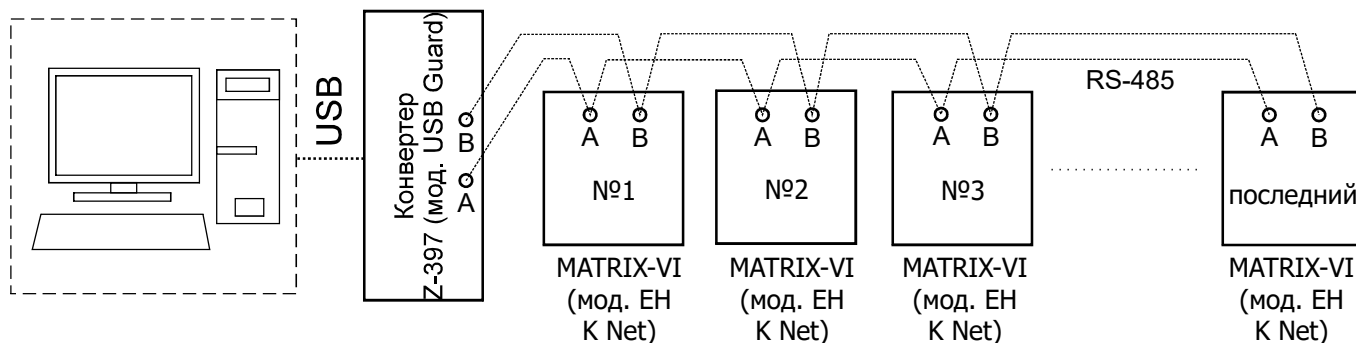 USB
Конвертер
Z-397 (мод. USB Guard)
B
A
RS-485
A B
№1
A B
№2
A B
№3
A B
последний
MATRIX-VI
(мод. EH
K Net)
MATRIX-VI
(мод. EH
K Net)
MATRIX-VI
(мод. EH
K Net)
MATRIX-VI
(мод. EH
K Net)